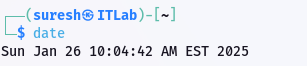 ┌──(suresh㉿ITLab)-[~]
└─$ date
Sun Jan 26 10:04:42 AM EST 2025